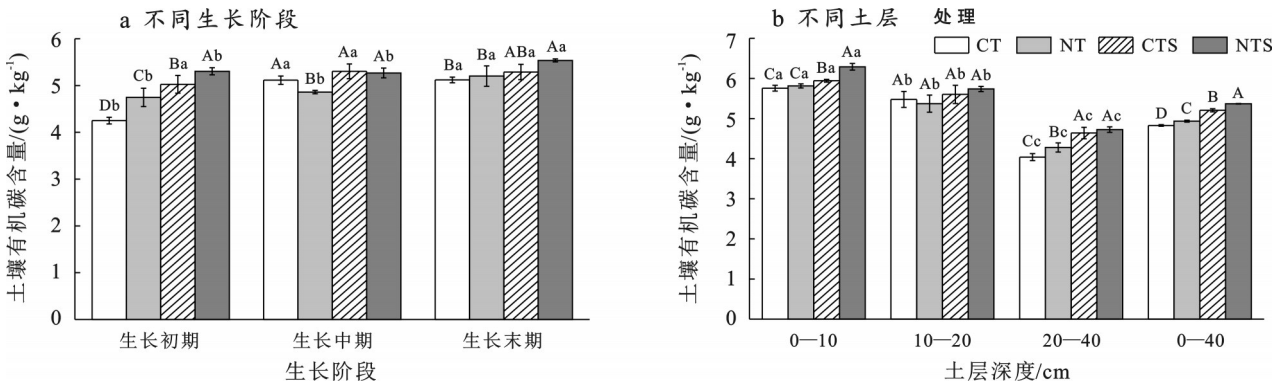 a 不同生长阶段
土壤有机碳含量/(g•kg⁻¹)
6
5
4
3
2
1
0
Db Cb Ba Ab
Aa Bb Aa Ab
Ba Ba ABa Aa
生长初期 生长中期 生长末期
生长阶段
b 不同土层 处理
CT NT CTS NTS
土壤有机碳含量/(g•kg⁻¹)
7
6
5
4
3
2
1
0
Ca Ca Ba Aa
Ab Ab Ab Ab
Cc Bc Ac Ac
D C B A
0—10 10—20 20—40 0—40
土层深度/cm